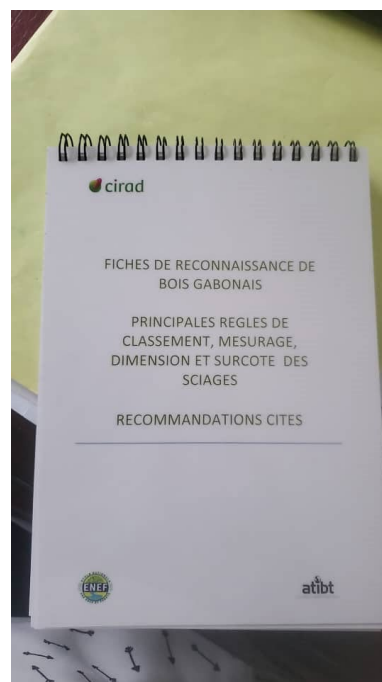 cirad
FICHES DE RECONNAISSANCE DE
BOIS GABONAIS
PRINCIPALES REGLES DE
CLASSEMENT, MESURAGE,
DIMENSION ET SURCOTE DES
SCIAGES
RECOMMANDATIONS CITES
ENEF
atibt